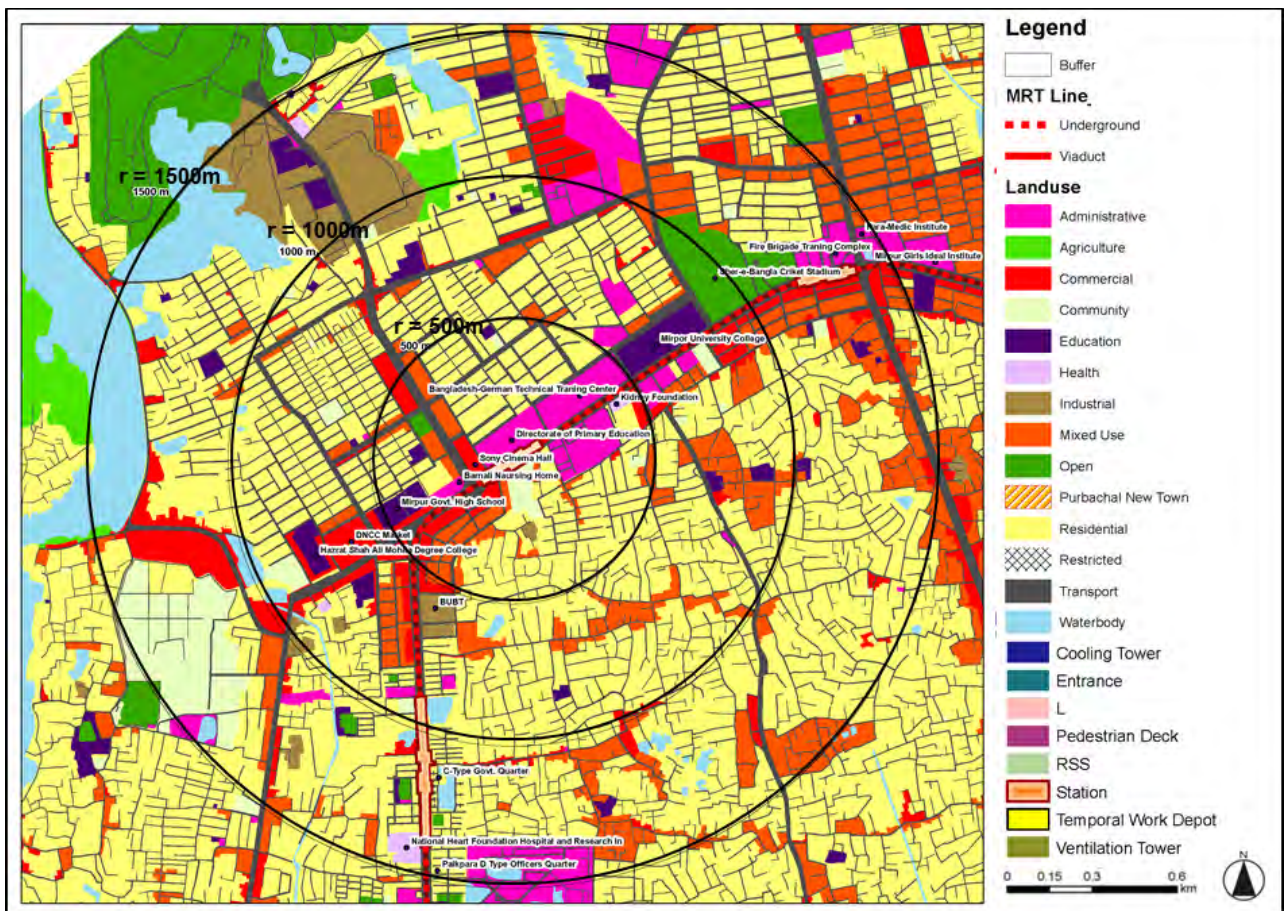 r = 1500m
1500 m
r = 1000m
1000 m
r = 500m
500 m
Para-Medic Institute
Fire Brigade Traning Complex
Mirpur Girls Ideal Institute
Sher-e-Bangla Criket Stadium
Mirpor University College
Bangladesh-German Technical Traning Center
Kidney Foundation
Directorate of Primary Education
Sony Cinema Hall
Barnali Naursing Home
Mirpur Govt. High School
DNCC Market
Hazrat Shah Ali Mohila Degree College
BUBT
C-Type Govt. Quarter
National Heart Foundation Hospital and Research In
Paikpara D Type Officers Quarter
Legend
Buffer
MRT Line
Underground
Viaduct
Landuse
Administrative
Agriculture
Commercial
Community
Education
Health
Industrial
Mixed Use
Open
Purbachal New Town
Residential
Restricted
Transport
Waterbody
Cooling Tower
Entrance
L
Pedestrian Deck
RSS
Station
Temporal Work Depot
Ventilation Tower
N
0 0.15 0.3 0.6
km